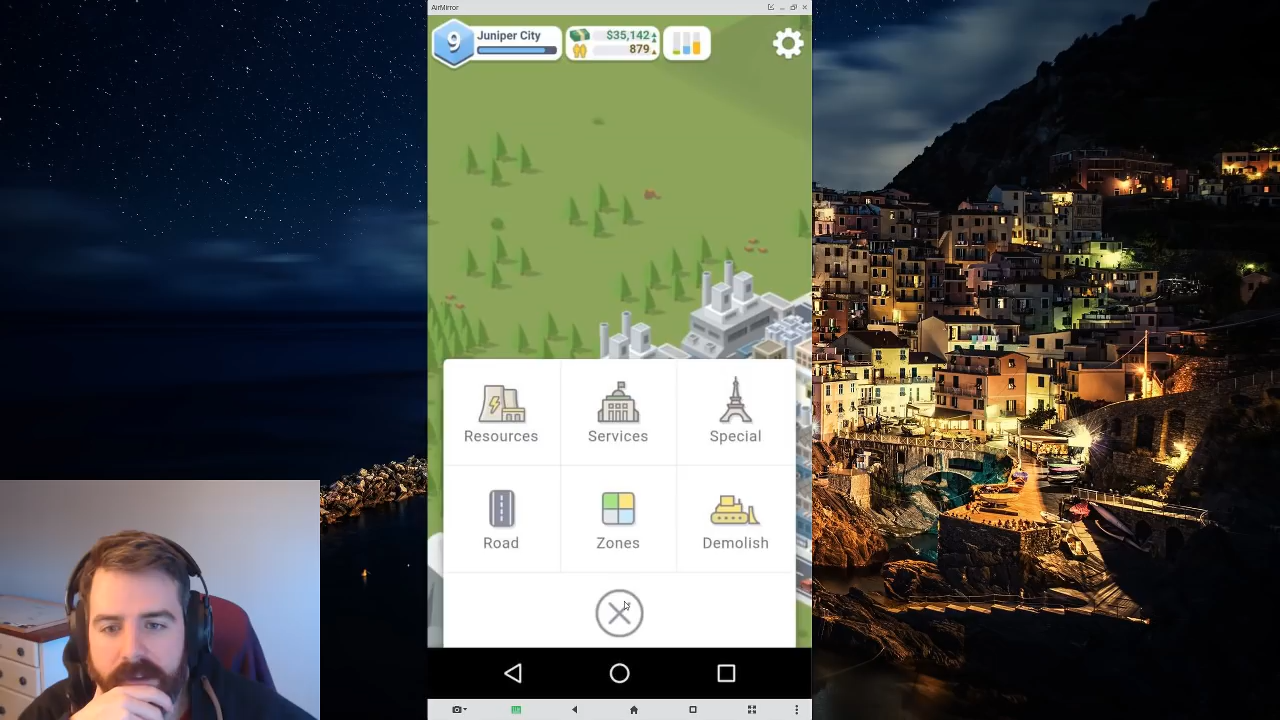 AirMirror
9
Juniper City
$35,142
879
Resources
Services
Special
Road
Zones
Demolish